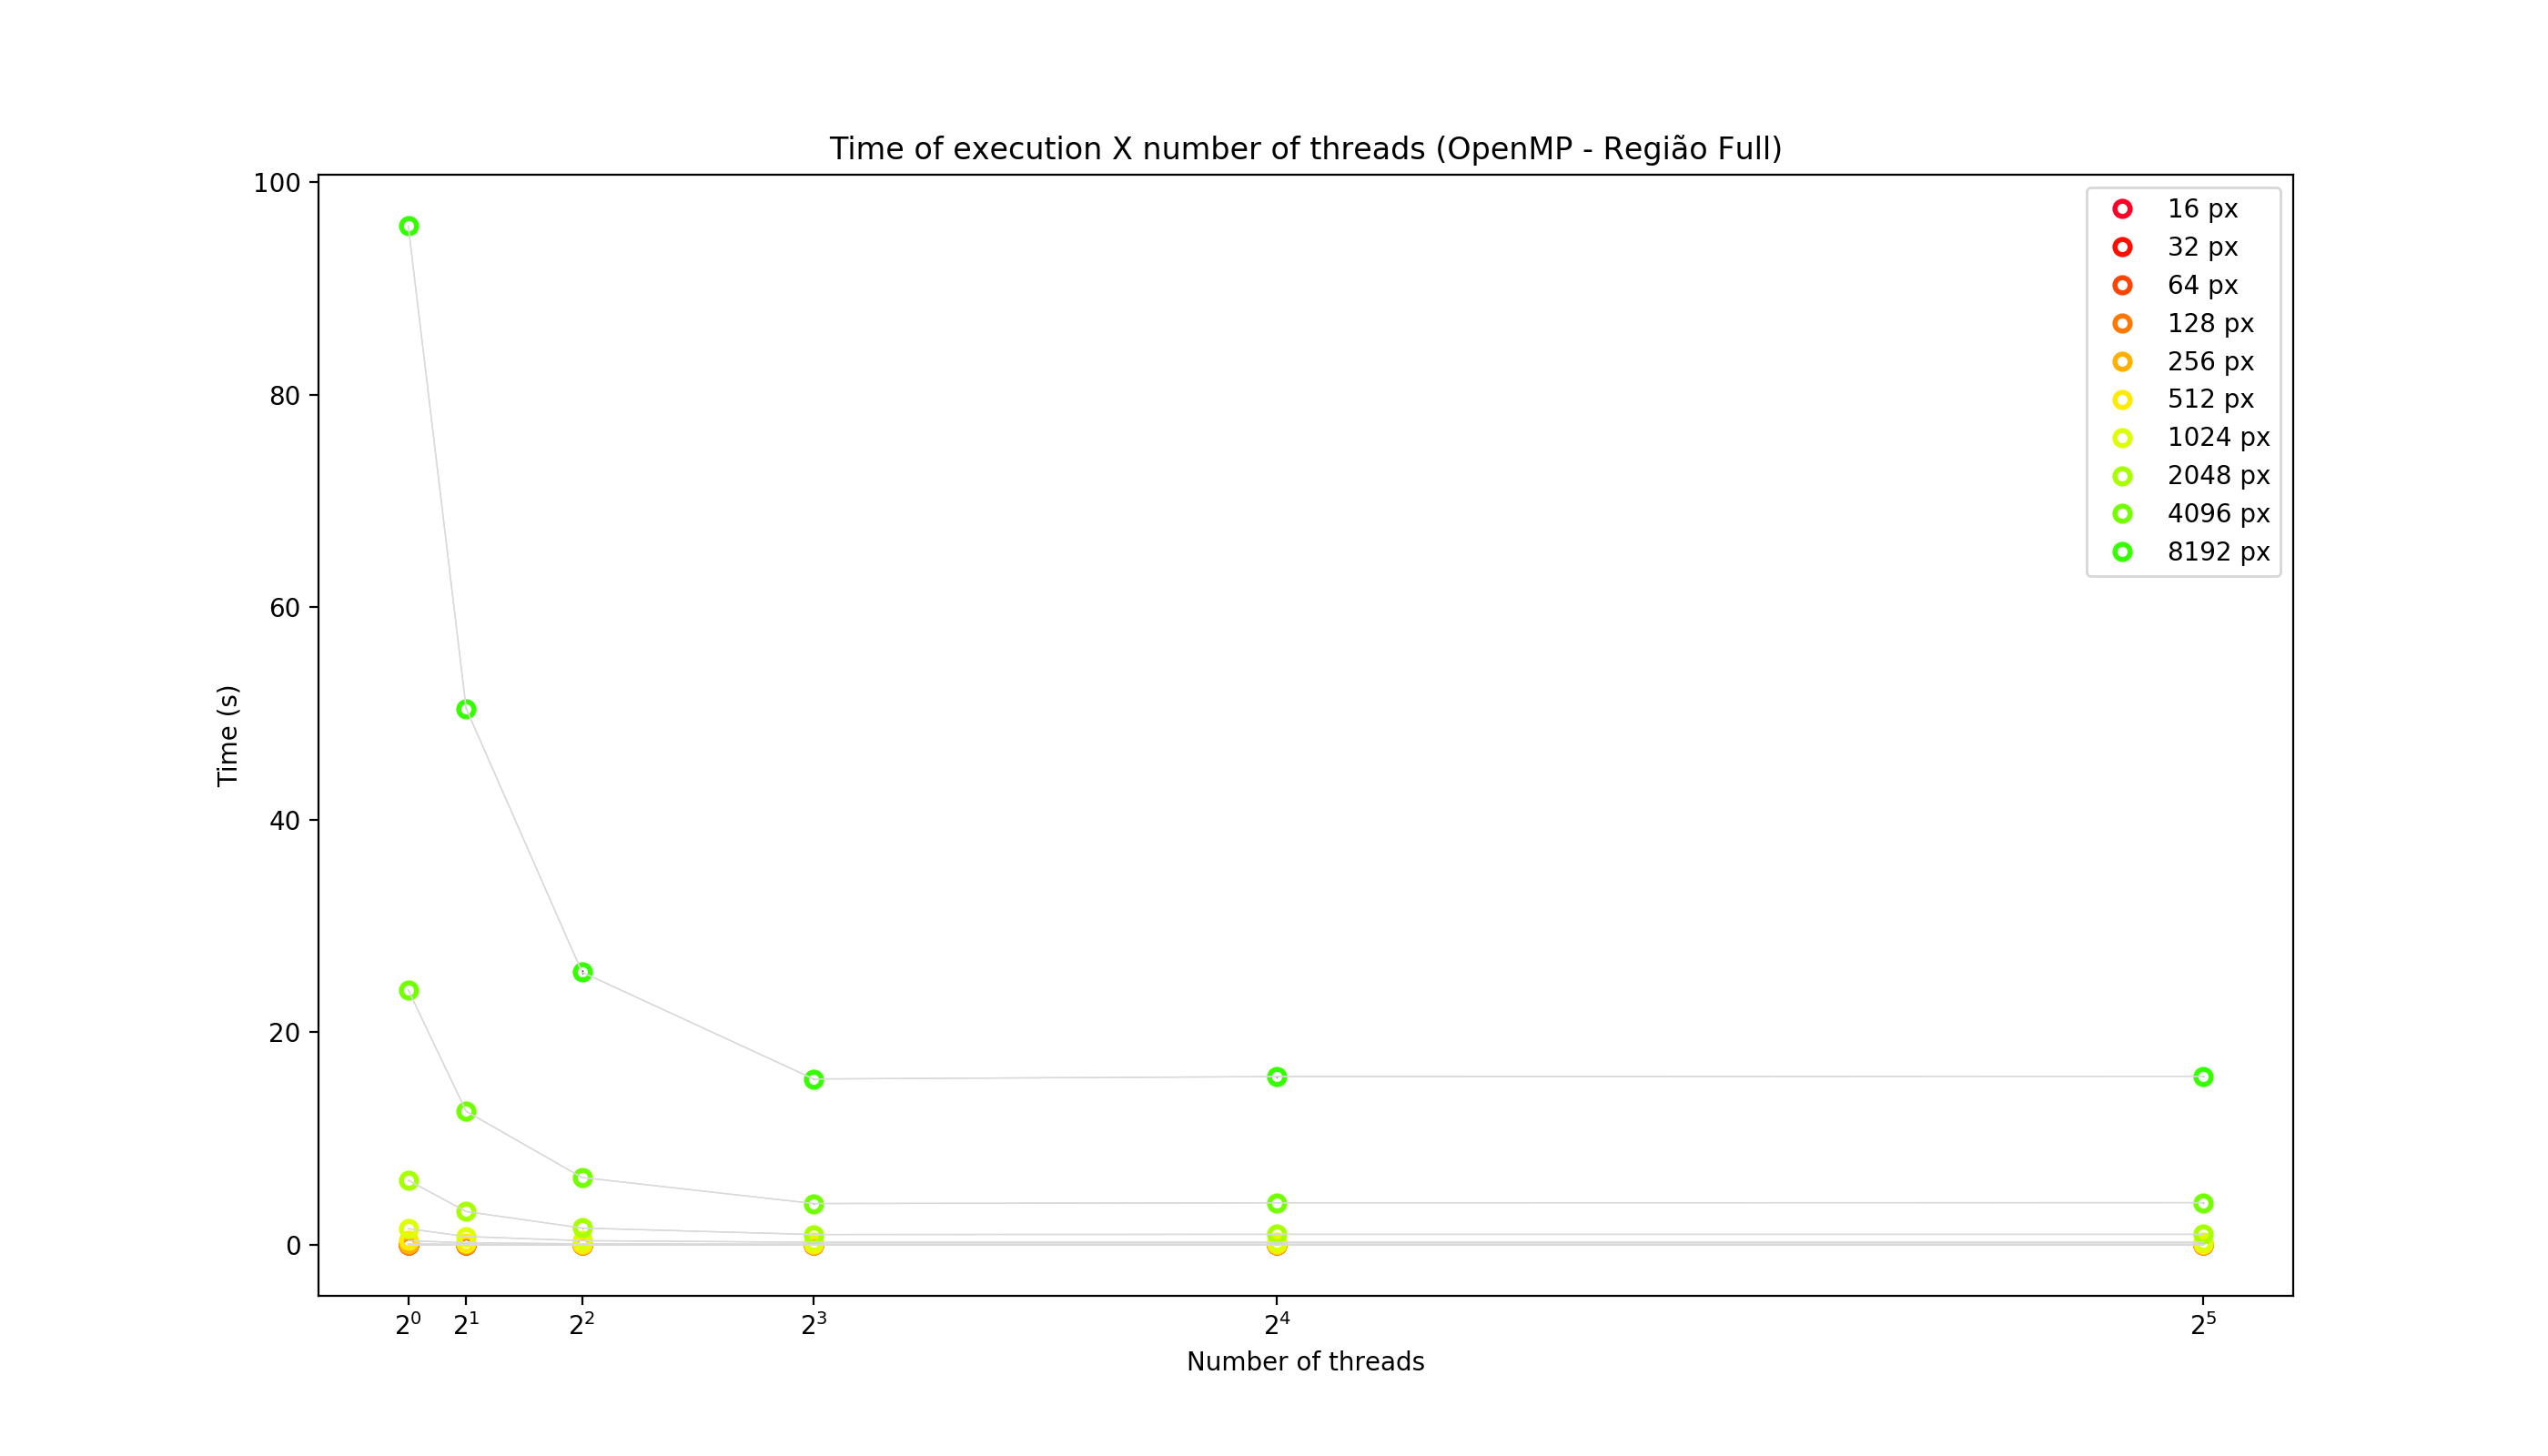 Time of execution X number of threads (OpenMP - Região Full)
100
80
60
40
20
0
Time (s)
16 px
32 px
64 px
128 px
256 px
512 px
1024 px
2048 px
4096 px
8192 px
2⁰ 2¹ 2² 2³ 2⁴ 2⁵
Number of threads